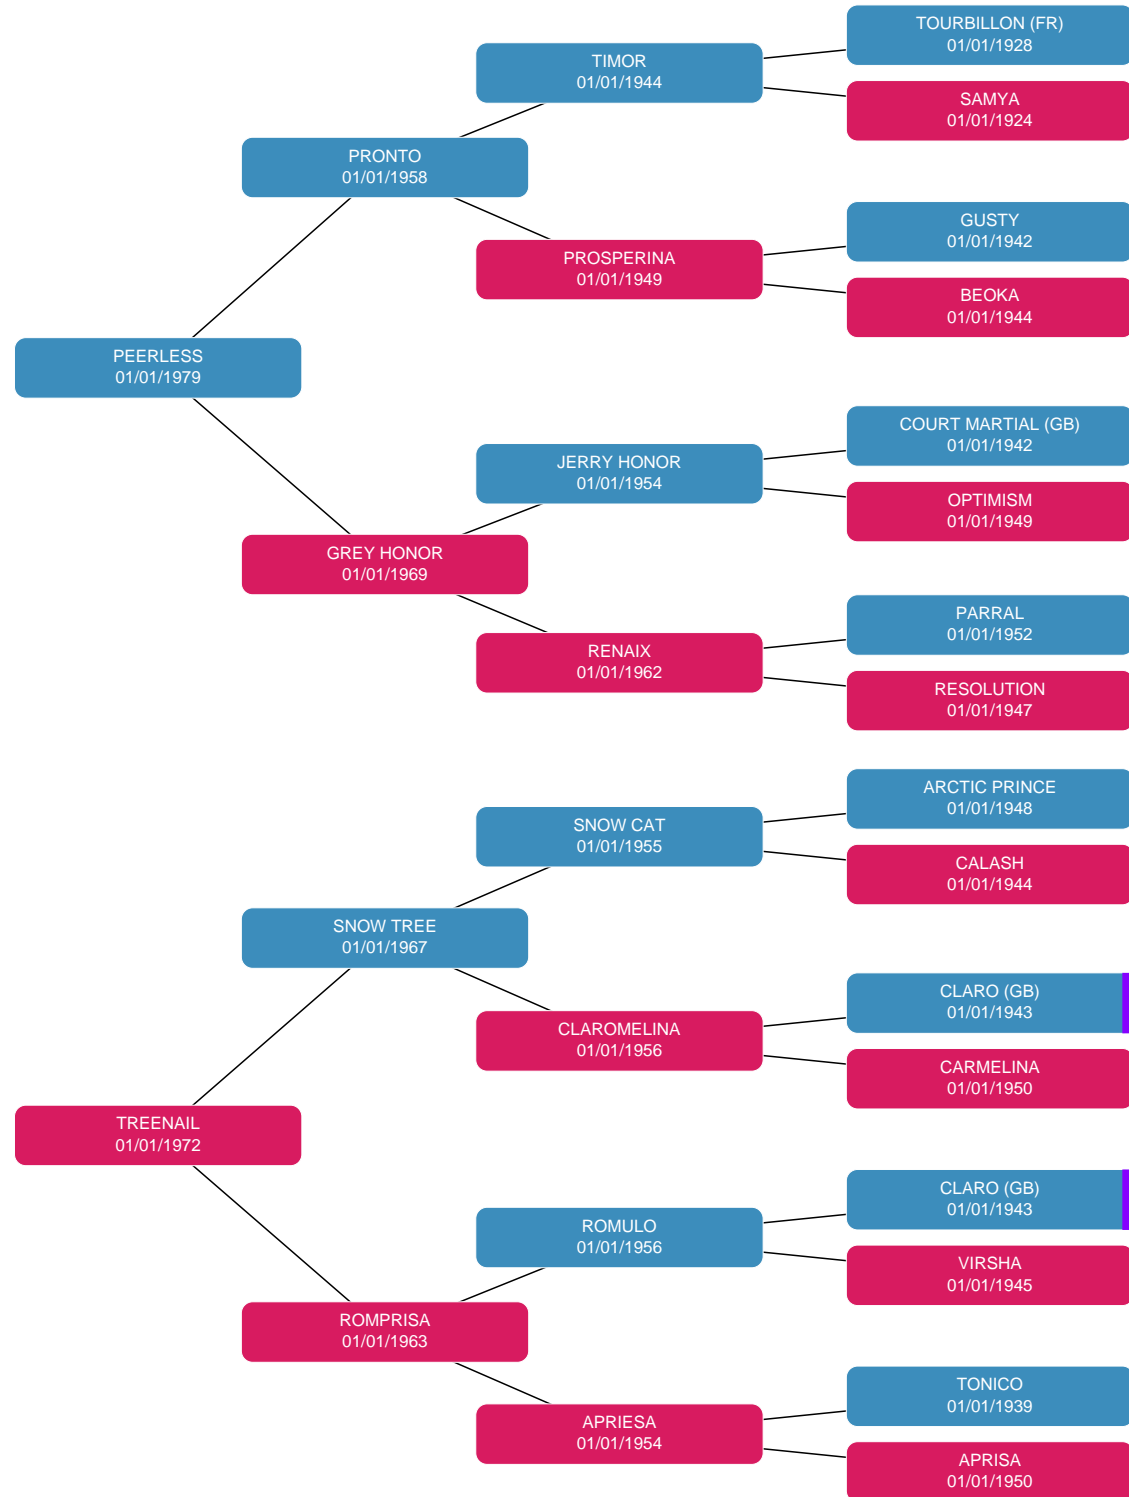 TOURBILLON (FR)
01/01/1928
TIMOR
01/01/1944
SAMYA
01/01/1924
PRONTO
01/01/1958
GUSTY
01/01/1942
PROSPERINA
01/01/1949
BEOKA
01/01/1944
PEERLESS
01/01/1979
COURT MARTIAL (GB)
01/01/1942
JERRY HONOR
01/01/1954
OPTIMISM
01/01/1949
GREY HONOR
01/01/1969
PARRAL
01/01/1952
RENAIX
01/01/1962
RESOLUTION
01/01/1947
ARCTIC PRINCE
01/01/1948
SNOW CAT
01/01/1955
CALASH
01/01/1944
SNOW TREE
01/01/1967
CLARO (GB)
01/01/1943
CLAROMELINA
01/01/1956
CARMELINA
01/01/1950
TREENAIL
01/01/1972
CLARO (GB)
01/01/1943
ROMULO
01/01/1956
VIRSHA
01/01/1945
ROMPRISA
01/01/1963
TONICO
01/01/1939
APRIESA
01/01/1954
APRISA
01/01/1950